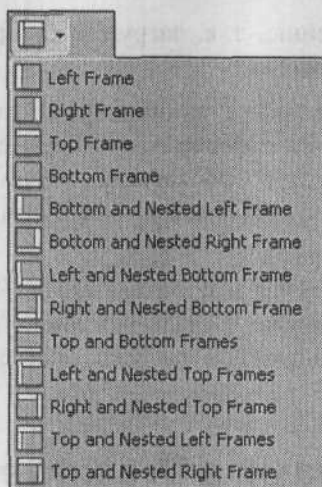 Left Frame
Right Frame
Top Frame
Bottom Frame
Bottom and Nested Left Frame
Bottom and Nested Right Frame
Left and Nested Bottom Frame
Right and Nested Bottom Frame
Top and Bottom Frames
Left and Nested Top Frames
Right and Nested Top Frame
Top and Nested Left Frames
Top and Nested Right Frame